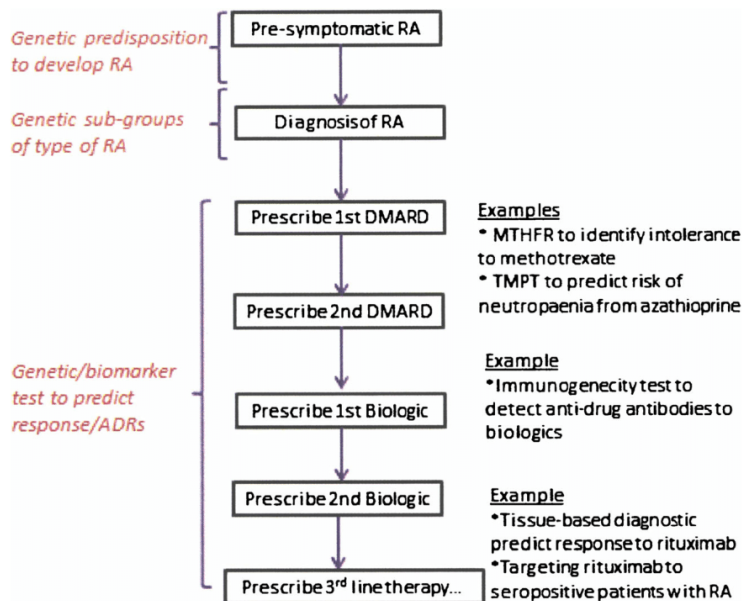 Pre-symptomatic RA
Genetic predisposition
to develop RA
Genetic sub-groups
of type of RA
Diagnosis of RA
Prescribe 1st DMARD
Examples
* MTHFR to identify intolerance
to methotrexate
* TMPT to predict risk of
neutropaenia from azathioprine
Prescribe 2nd DMARD
Genetic/biomarker
test to predict
response/ADRs
Example
*Immunogenecity test to
detect anti-drug antibodies to
biologics
Prescribe 1st Biologic
Prescribe 2nd Biologic
Example
*Tissue-based diagnostic
predict response to rituximab
*Targeting rituximab to
seropositive patients with RA
Prescribe 3rd line therapy...